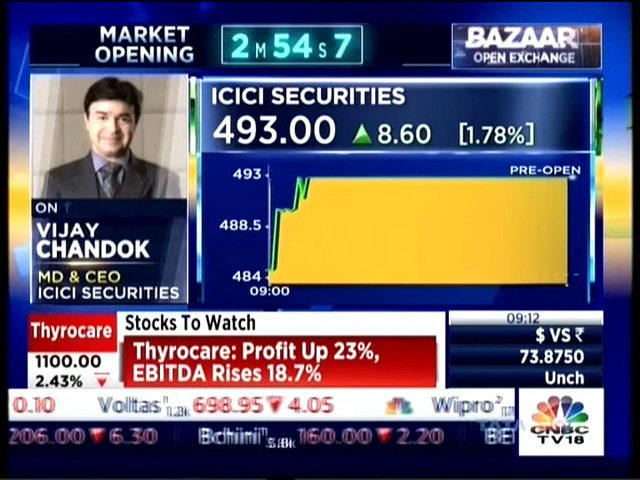 MARKET
OPENING
2 M 54 S 7
BAZAAR
OPEN EXCHANGE
ICICI SECURITIES
493.00 ▲ 8.60 [1.78%]
PRE-OPEN
493
488.5
484
09:00
ON
VIJAY
CHANDOK
MD & CEO
ICICI SECURITIES
Thyrocare
1100.00
2.43% ▼
Stocks To Watch
Thyrocare: Profit Up 23%,
EBITDA Rises 18.7%
09:12
$ VS ₹
73.8750
Unch
0.10 Voltas 698.95 ▼ 4.05 Wipro
206.00 ▼ 6.30 160.00 ▼ 2.20 BE
CNBC
TV18